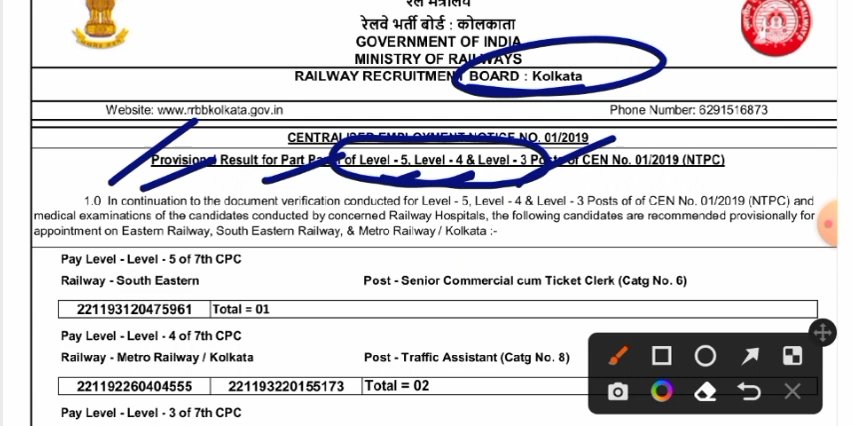 रेल मंत्रालय
रेलवे भर्ती बोर्ड : कोलकाता
GOVERNMENT OF INDIA
MINISTRY OF RAILWAYS
RAILWAY RECRUITMENT BOARD : Kolkata
Website: www.rrbbkolkata.gov.in Phone Number: 6291516873
CENTRALISED EMPLOYMENT NOTICE NO. 01/2019
Provisional Result for Part Panel of Level - 5, Level - 4 & Level - 3 Posts of CEN No. 01/2019 (NTPC)
1.0 In continuation to the document verification conducted for Level - 5, Level - 4 & Level - 3 Posts of of CEN No. 01/2019 (NTPC) and
medical examinations of the candidates conducted by concerned Railway Hospitals, the following candidates are recommended provisionally for
appointment on Eastern Railway, South Eastern Railway, & Metro Railway / Kolkata :-
Pay Level - Level - 5 of 7th CPC
Railway - South Eastern Post - Senior Commercial cum Ticket Clerk (Catg No. 6)
221193120475961 Total = 01
Pay Level - Level - 4 of 7th CPC
Railway - Metro Railway / Kolkata Post - Traffic Assistant (Catg No. 8)
221192260404555 221193220155173 Total = 02
Pay Level - Level - 3 of 7th CPC